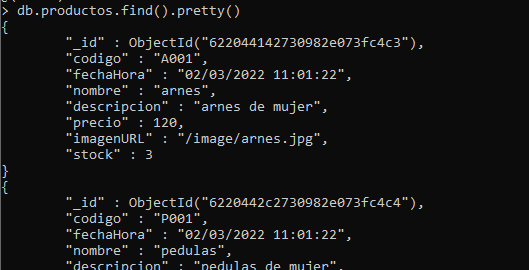 > db.productos.find().pretty()
{
"_id" : ObjectId("622044142730982e073fc4c3"),
"codigo" : "A001",
"fechaHora" : "02/03/2022 11:01:22",
"nombre" : "arnes",
"descripcion" : "arnes de mujer",
"precio" : 120,
"imagenURL" : "/image/arnes.jpg",
"stock" : 3
}
{
"_id" : ObjectId("6220442c2730982e073fc4c4"),
"codigo" : "P001",
"fechaHora" : "02/03/2022 11:01:22",
"nombre" : "pedulas",
"descripcion" : "pedulas de mujer",